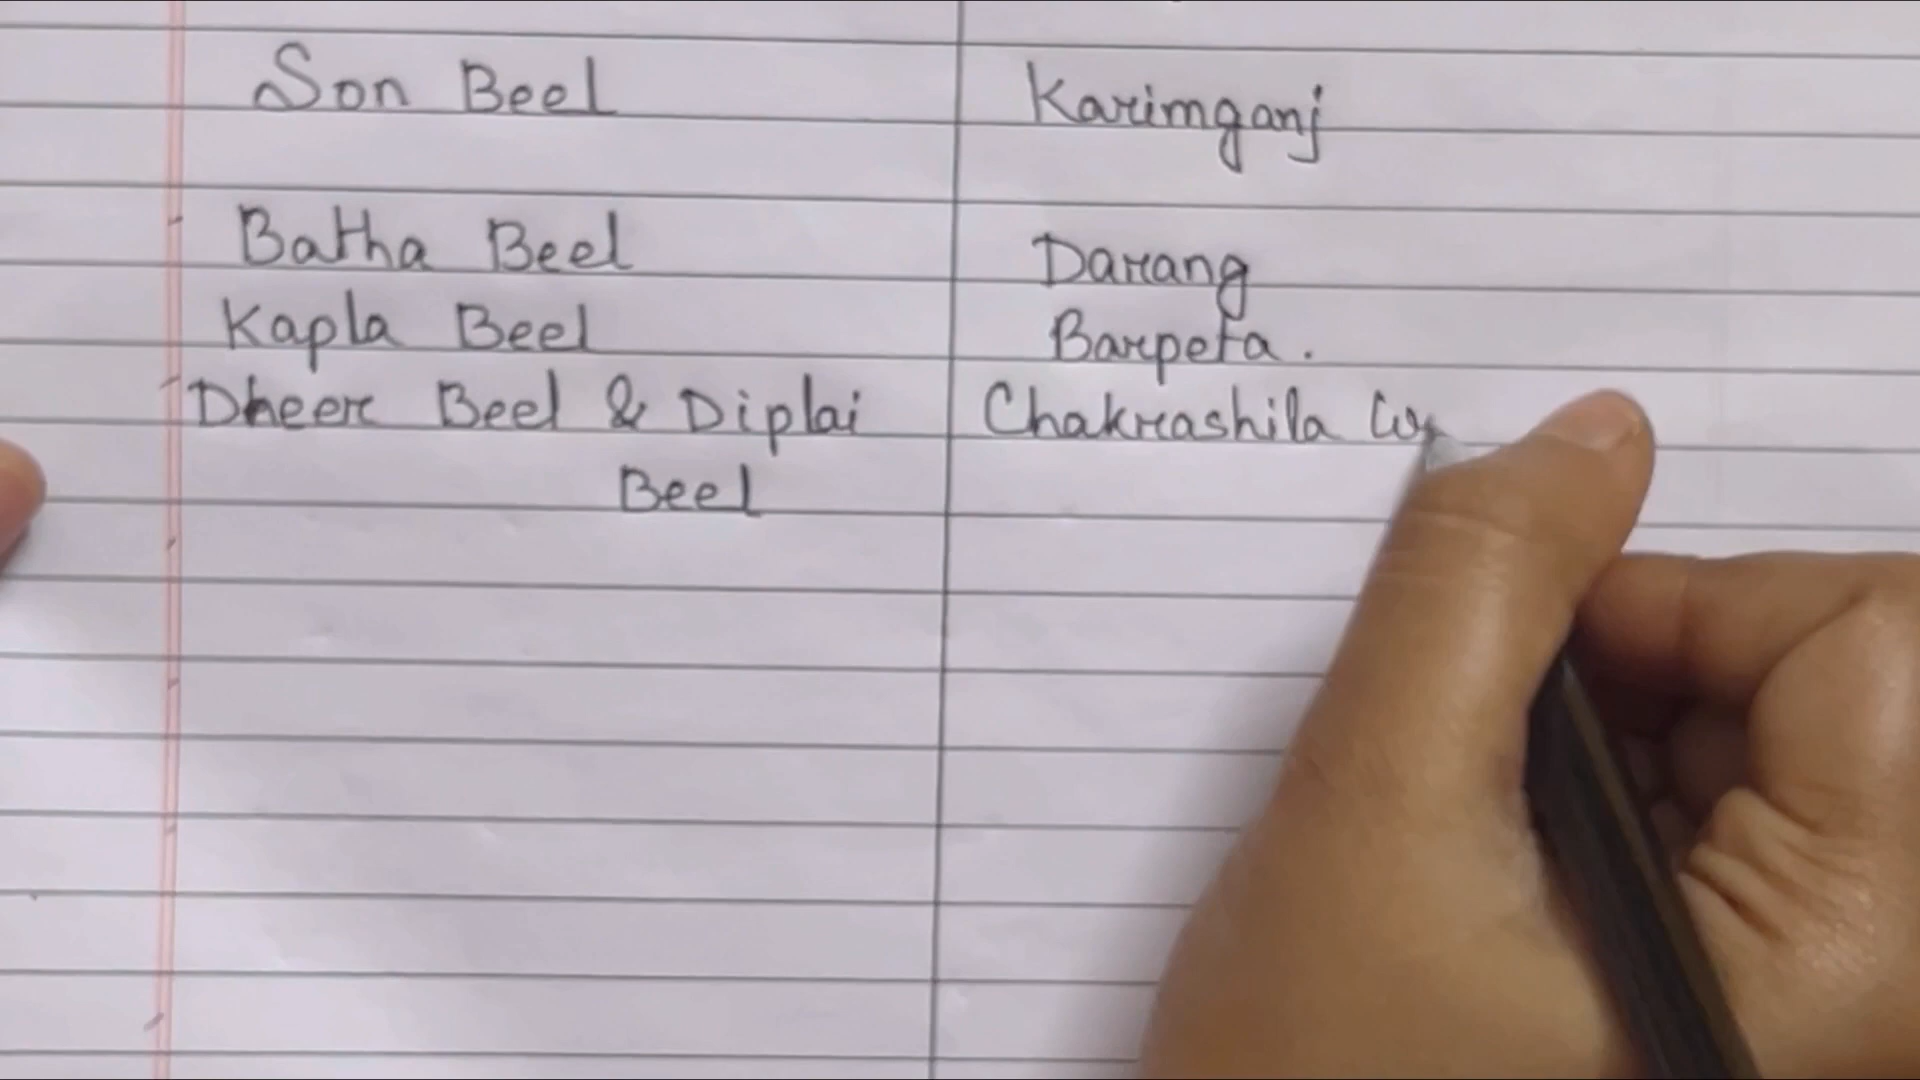 Son Beel Karimganj
Batha Beel Darang
Kapla Beel Barpeta.
Dheer Beel & Diplai Chakrashila
Beel